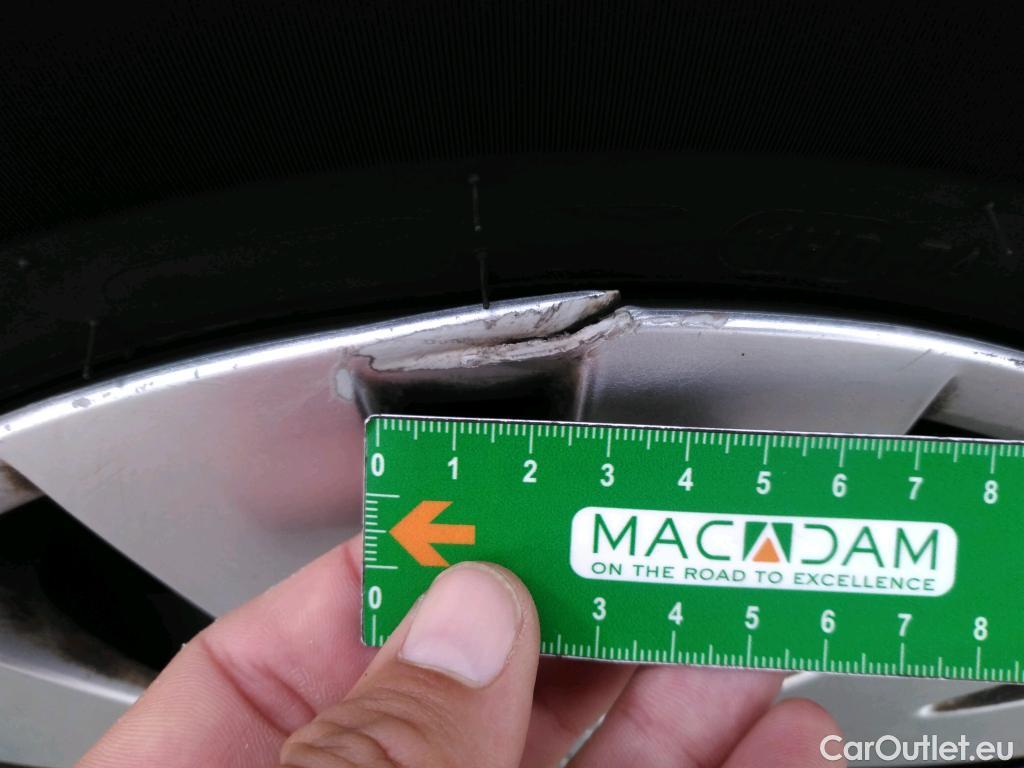 0 1 2 3 4 5 6 7 8
MACADAM
ON THE ROAD TO EXCELLENCE
0 3 4 5 6 7 8
CarOutlet.eu